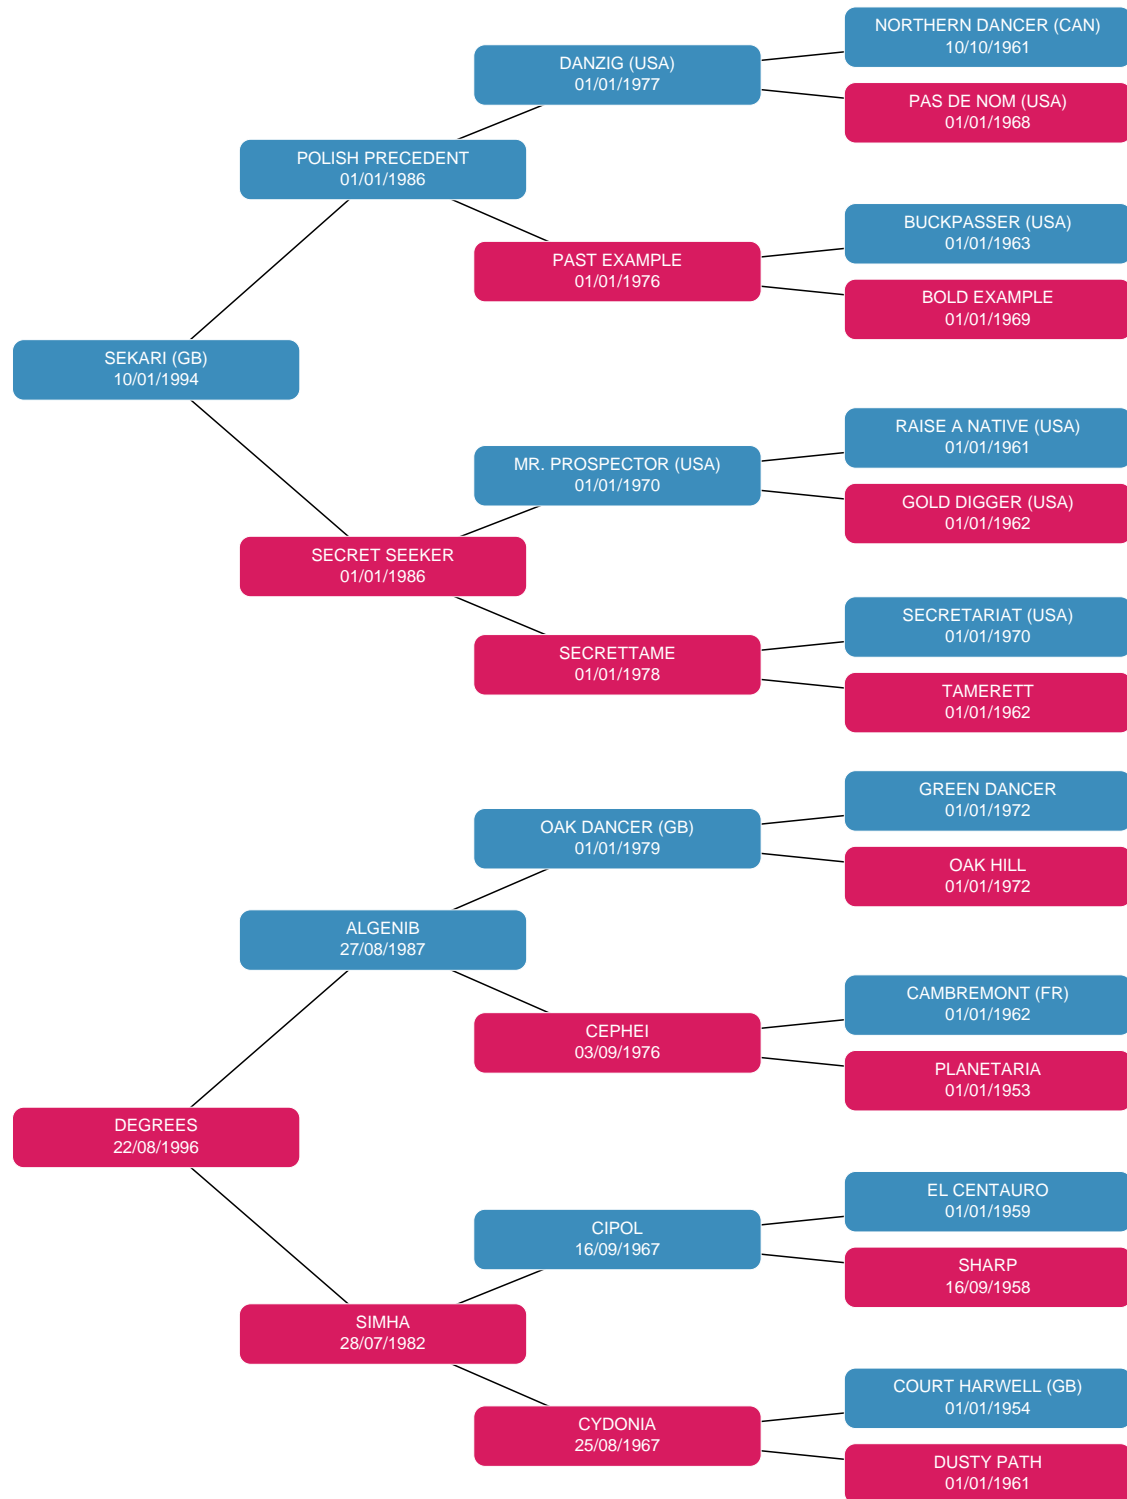 NORTHERN DANCER (CAN)
10/10/1961
DANZIG (USA)
01/01/1977
PAS DE NOM (USA)
01/01/1968
POLISH PRECEDENT
01/01/1986
BUCKPASSER (USA)
01/01/1963
PAST EXAMPLE
01/01/1976
BOLD EXAMPLE
01/01/1969
SEKARI (GB)
10/01/1994
RAISE A NATIVE (USA)
01/01/1961
MR. PROSPECTOR (USA)
01/01/1970
GOLD DIGGER (USA)
01/01/1962
SECRET SEEKER
01/01/1986
SECRETARIAT (USA)
01/01/1970
SECRETTAME
01/01/1978
TAMERETT
01/01/1962
GREEN DANCER
01/01/1972
OAK DANCER (GB)
01/01/1979
OAK HILL
01/01/1972
ALGENIB
27/08/1987
CAMBREMONT (FR)
01/01/1962
CEPHEI
03/09/1976
PLANETARIA
01/01/1953
DEGREES
22/08/1996
EL CENTAURO
01/01/1959
CIPOL
16/09/1967
SHARP
16/09/1958
SIMHA
28/07/1982
COURT HARWELL (GB)
01/01/1954
CYDONIA
25/08/1967
DUSTY PATH
01/01/1961